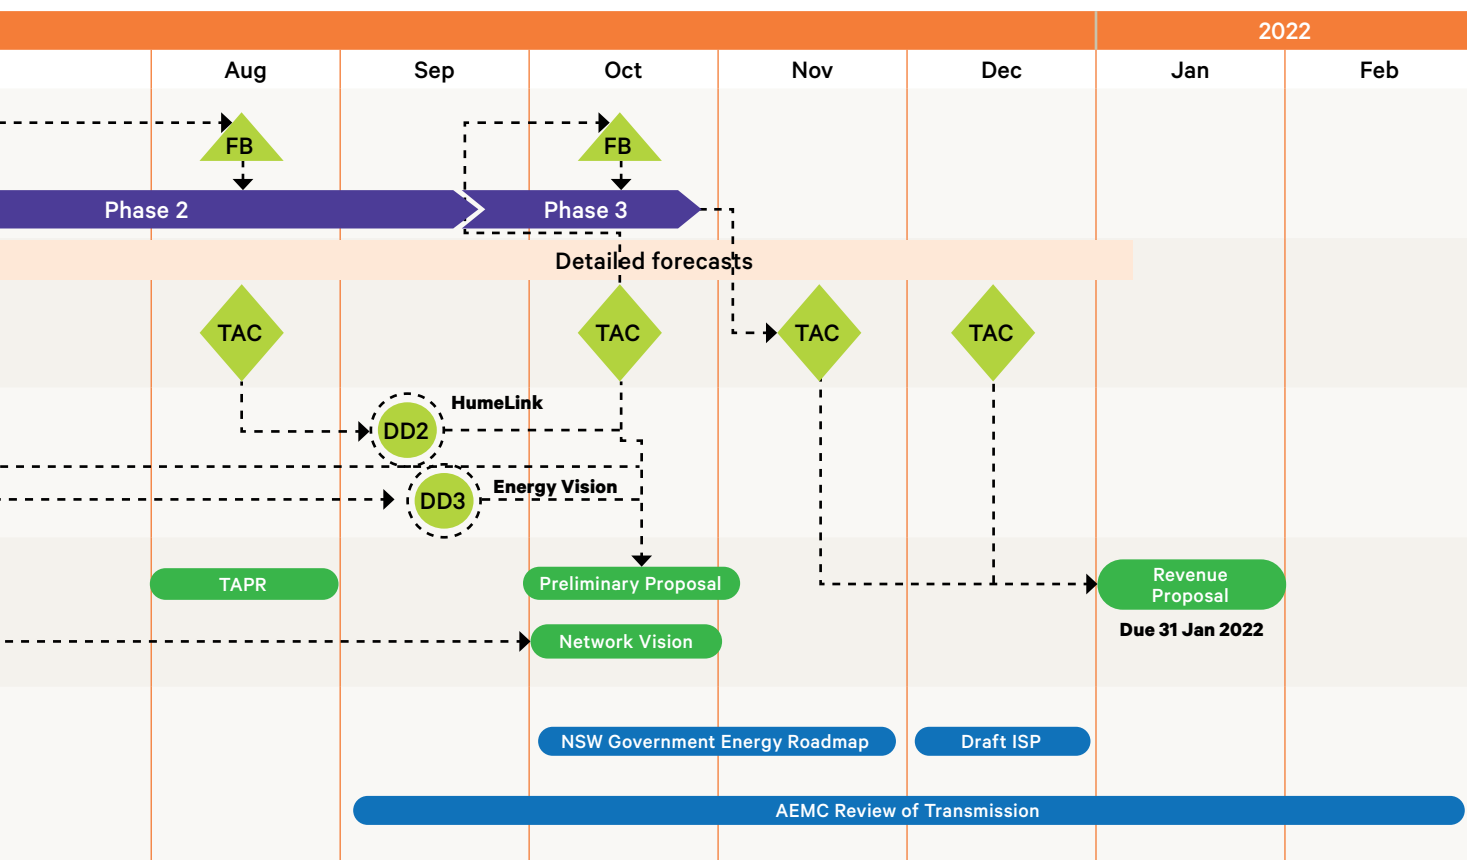 2022
Aug
Sep
Oct
Nov
Dec
Jan
Feb
FB
FB
Phase 2
Phase 3
Detailed forecasts
TAC
TAC
TAC
TAC
HumeLink
DD2
Energy Vision
DD3
TAPR
Preliminary Proposal
Revenue
Proposal
Due 31 Jan 2022
Network Vision
NSW Government Energy Roadmap
Draft ISP
AEMC Review of Transmission